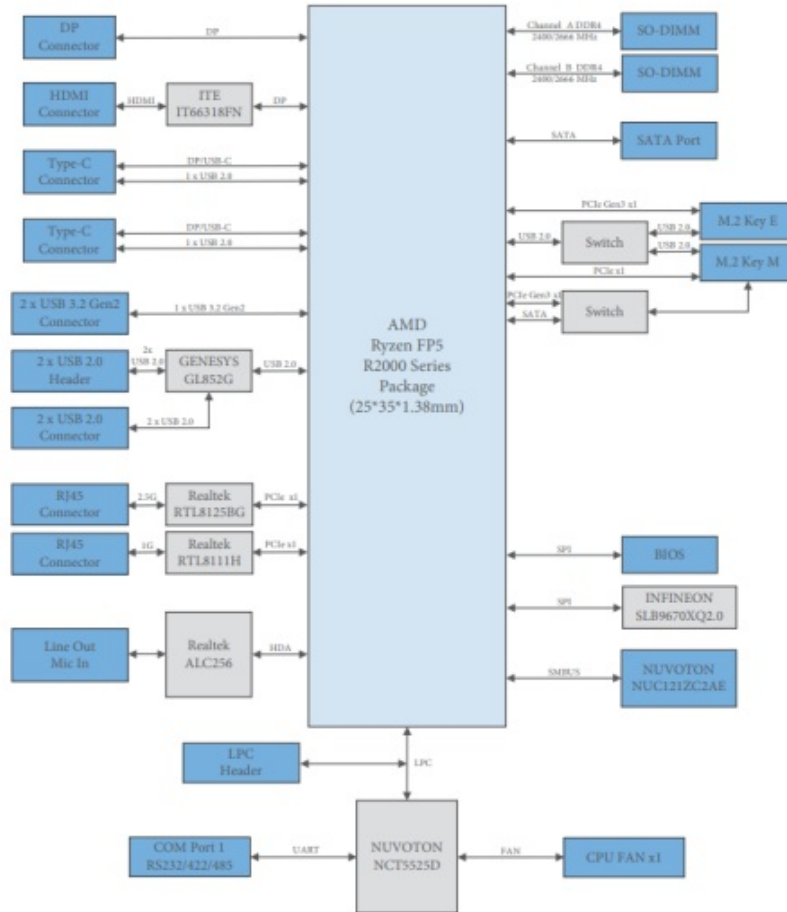 DP
Connector
DP
HDMI
Connector
HDMI
ITE
IT66318FN
DP
Type-C
Connector
DP/USB-C
1 x USB 2.0
Type-C
Connector
DP/USB-C
1 x USB 2.0
2 x USB 3.2 Gen2
Connector
1 x USB 3.2 Gen2
2 x USB 2.0
Header
2x
USB 2.0
GENESYS
GL852G
USB 2.0
2 x USB 2.0
Connector
2 x USB 2.0
RJ45
Connector
2.5G
Realtek
RTL8125BG
PCIe x1
RJ45
Connector
1G
Realtek
RTL8111H
PCIe x1
Line Out
Mic In
Realtek
ALC256
HDA
AMD
Ryzen FP5
R2000 Series
Package
(25*35*1.38mm)
Channel A DDR4
2400/2666 MHz
SO-DIMM
Channel B DDR4
2400/2666 MHz
SO-DIMM
SATA
SATA Port
PCIe Gen3 x1
M.2 Key E
USB 2.0
Switch
USB 2.0
USB 2.0
M.2 Key M
PCIe x1
PCIe Gen3 x1
SATA
Switch
SPI
BIOS
SPI
INFINEON
SLB9670XQ2.0
SMBUS
NUVOTON
NUC121ZC2AE
LPC
Header
LPC
COM Port 1
RS232/422/485
UART
NUVOTON
NCT5525D
FAN
CPU FAN x1